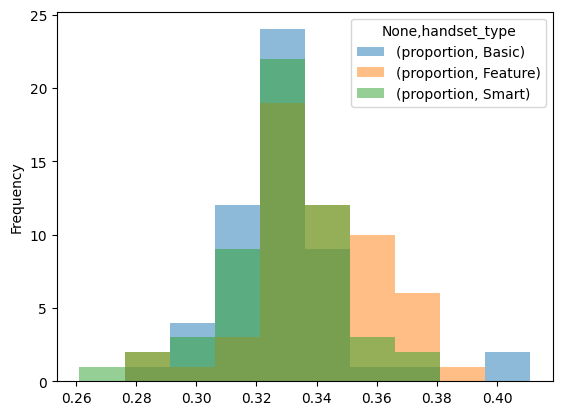 None,handset_type
(proportion, Basic)
(proportion, Feature)
(proportion, Smart)
Frequency
25
20
15
10
5
0
0.26 0.28 0.30 0.32 0.34 0.36 0.38 0.40